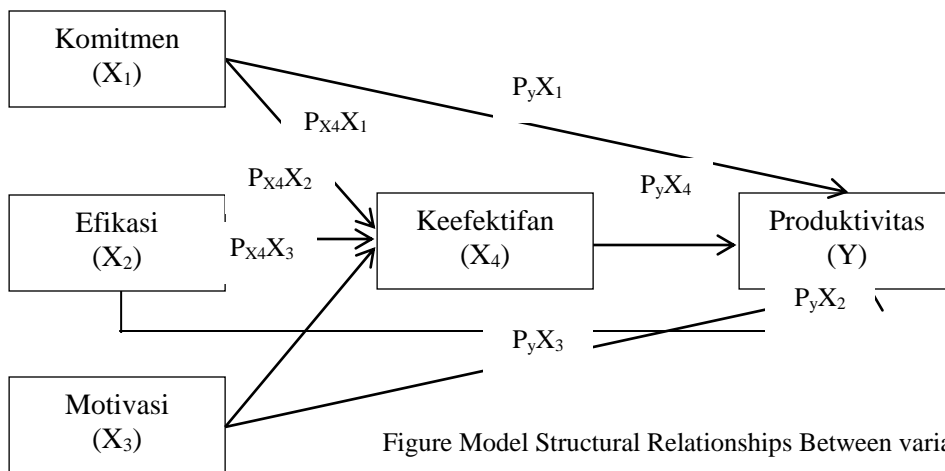 Komitmen
(X₁)
PyX₁
Pₓ₄X₁
Pₓ₄X₂
PyX₄
Efikasi
(X₂)
Pₓ₄X₃
Keefektifan
(X₄)
Produktivitas
(Y)
PyX₂
PyX₃
Motivasi
(X₃)
Figure Model Structural Relationships Between